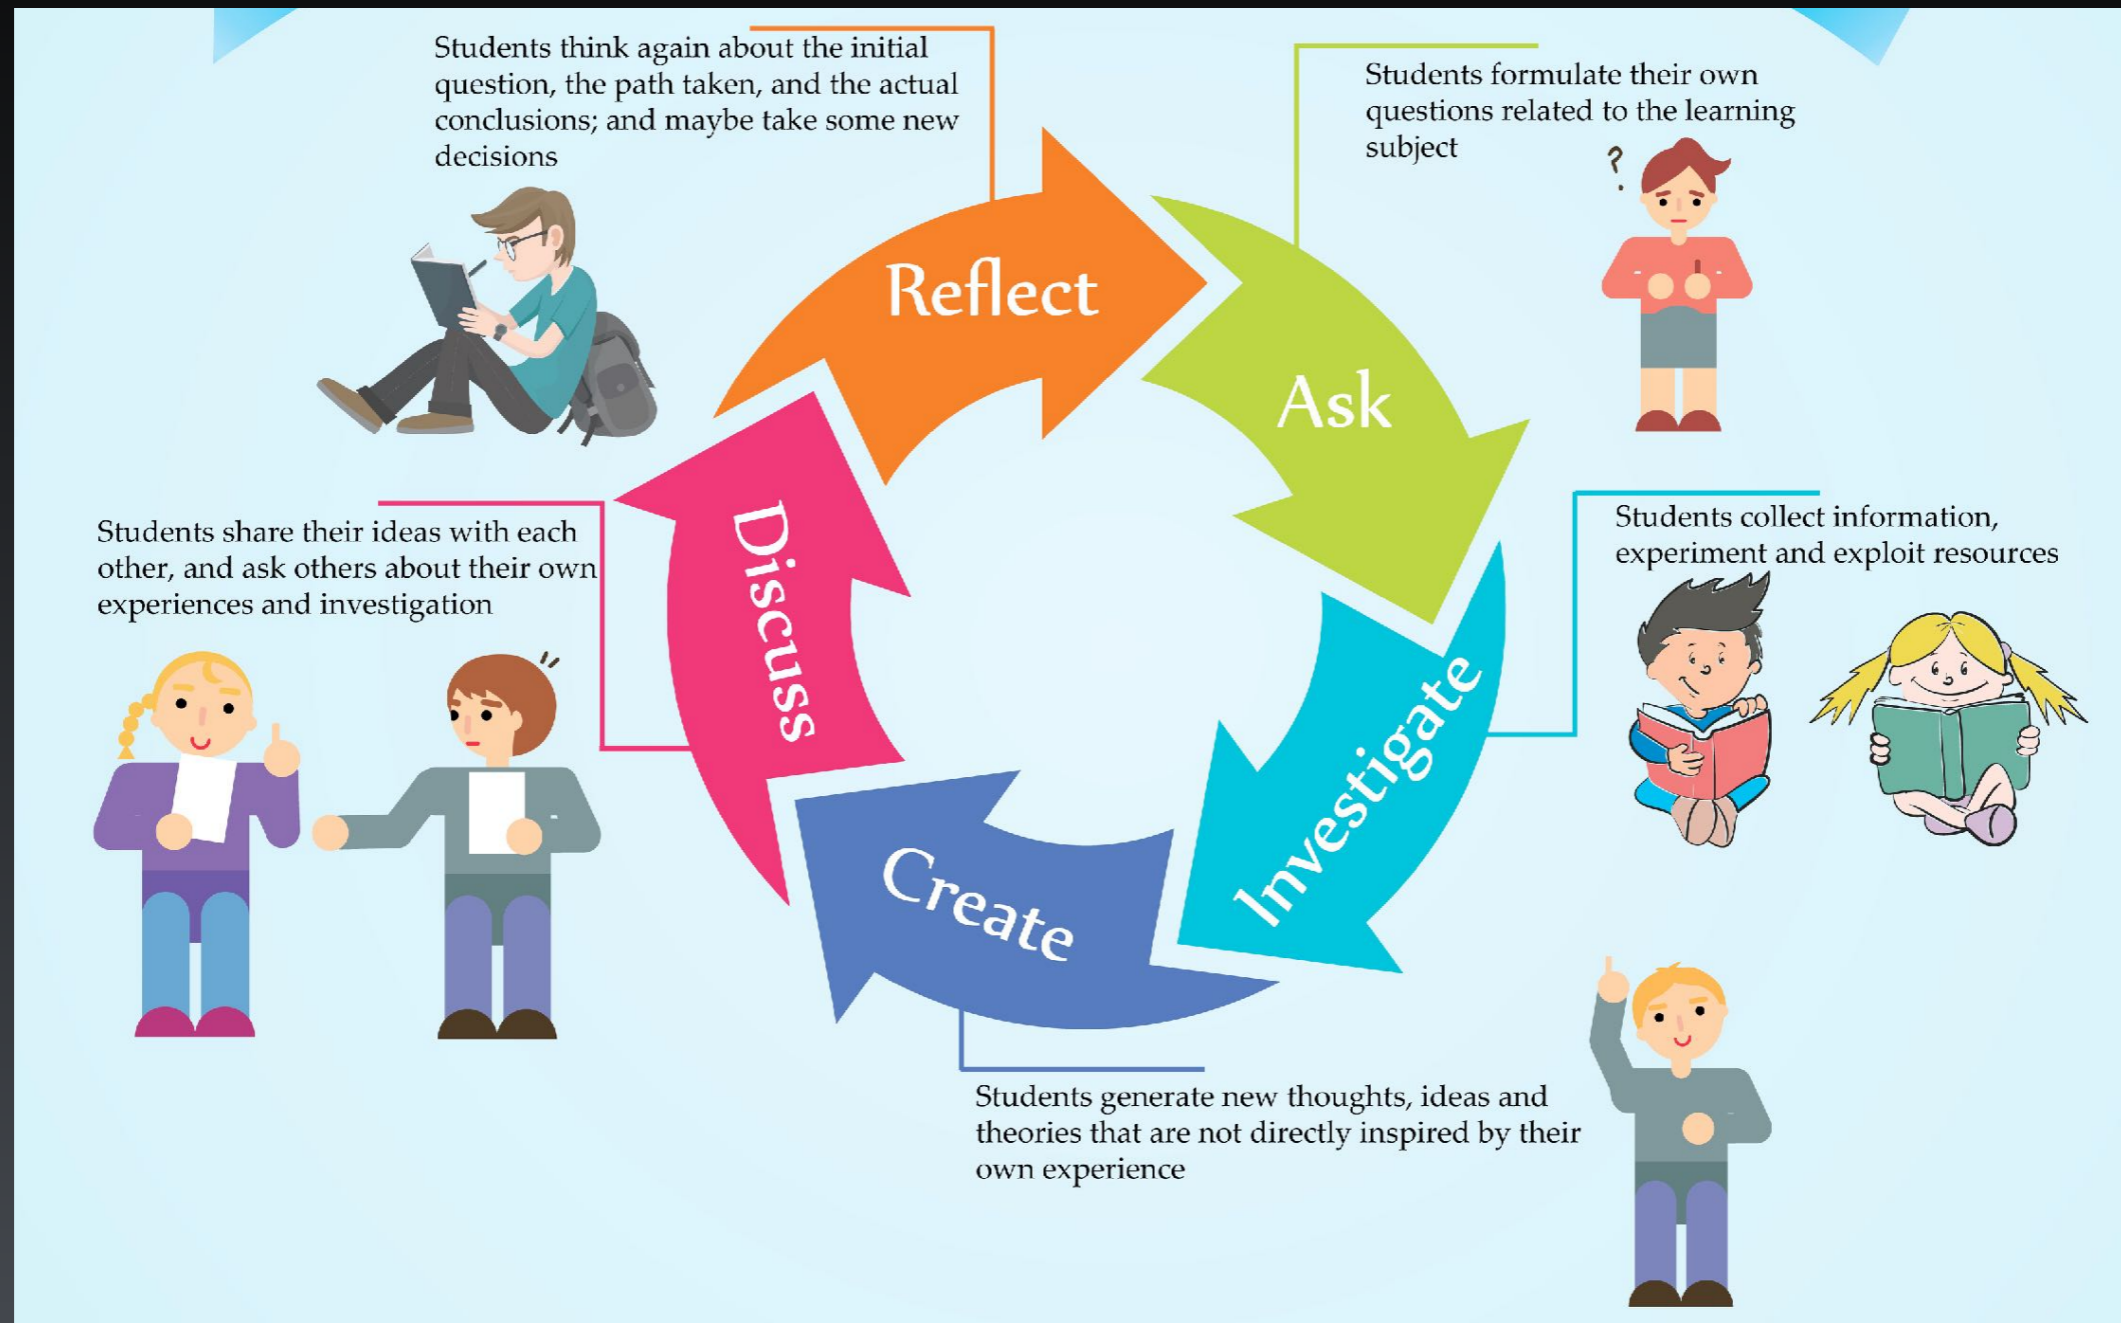 Students think again about the initial
question, the path taken, and the actual
conclusions; and maybe take some new
decisions
Students formulate their own
questions related to the learning
subject
?
Reflect
Ask
Students share their ideas with each
other, and ask others about their own
experiences and investigation
Discuss
Students collect information,
experiment and exploit resources
Investigate
Create
Students generate new thoughts, ideas and
theories that are not directly inspired by their
own experience